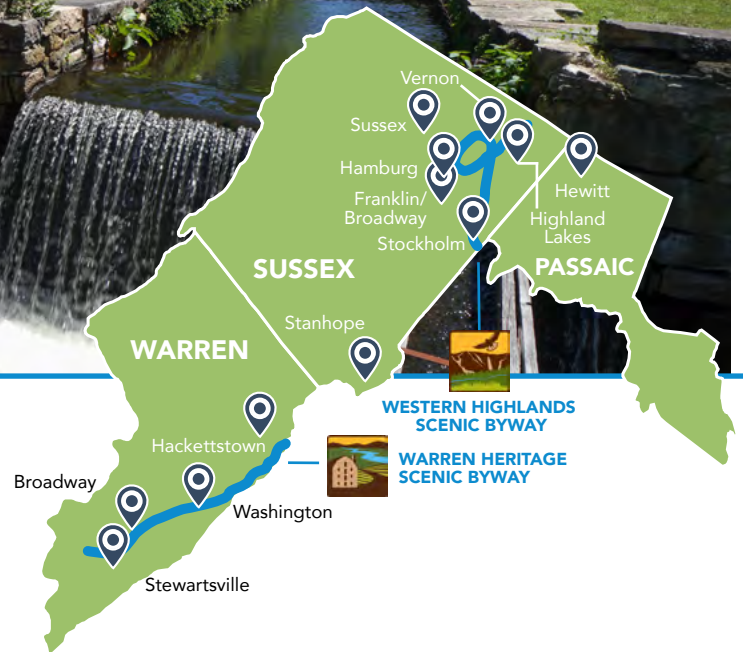 Vernon
Sussex
Hamburg
Franklin/
Broadway
Stockholm
Hewitt
Highland
Lakes
PASSAIC
SUSSEX
Stanhope
WARREN
WESTERN HIGHLANDS
SCENIC BYWAY
Hackettstown
WARREN HERITAGE
SCENIC BYWAY
Broadway
Washington
Stewartsville